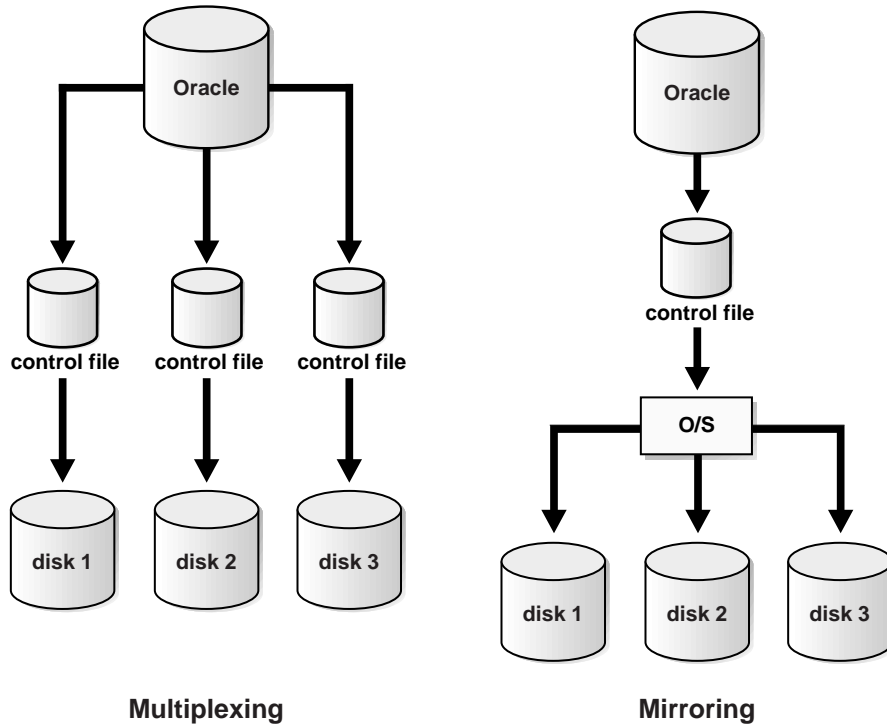 Oracle
control file
control file
control file
disk 1
disk 2
disk 3
Multiplexing
Oracle
control file
O/S
disk 1
disk 2
disk 3
Mirroring